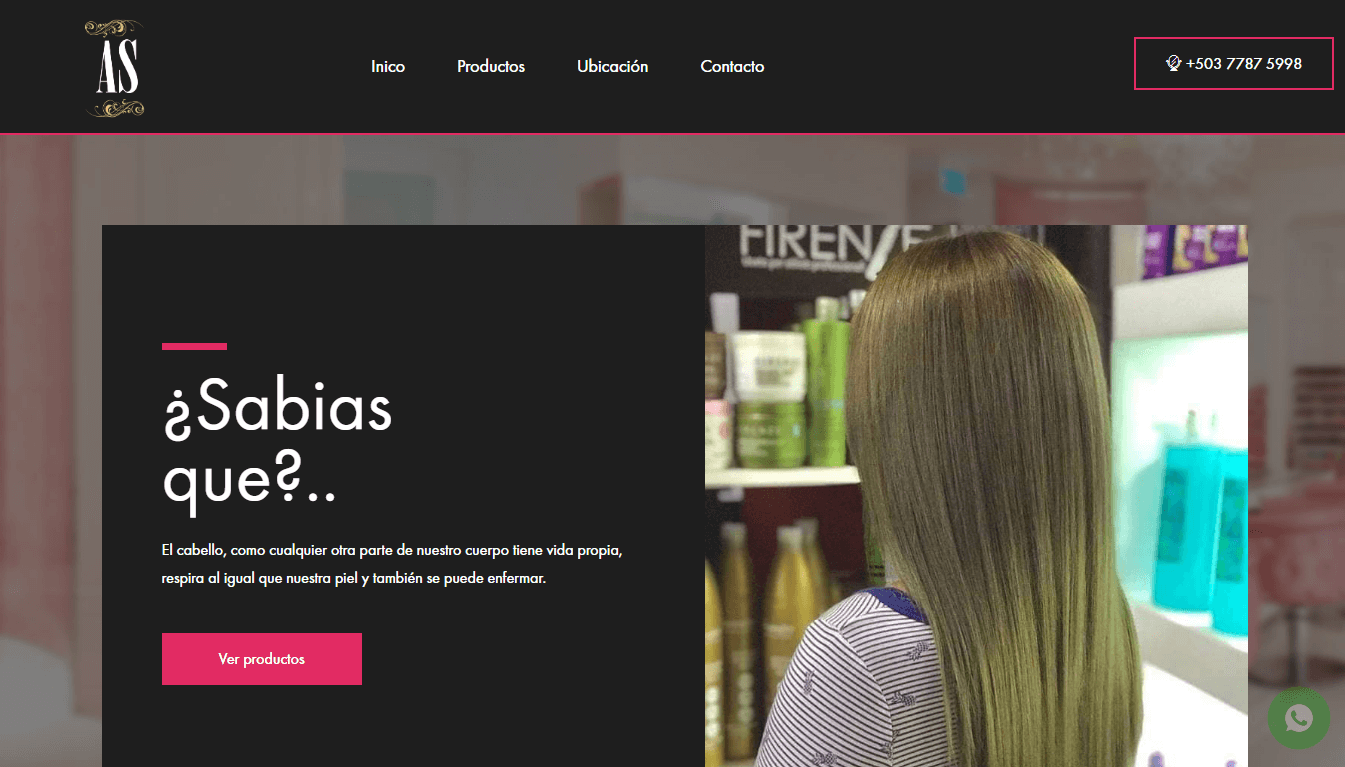 AS
Inico
Productos
Ubicación
Contacto
+503 7787 5998
FIRENZE
¿Sabias
que?..
El cabello, como cualquier otra parte de nuestro cuerpo tiene vida propia,
respira al igual que nuestra piel y también se puede enfermar.
Ver productos